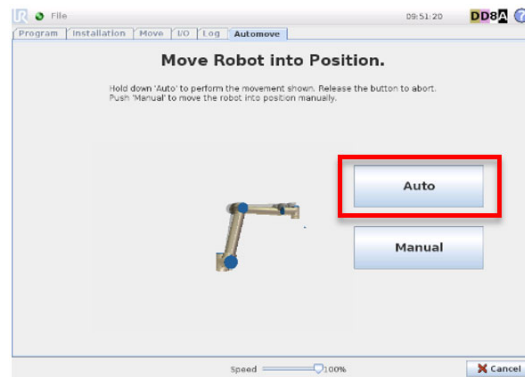 UR File 09:51:20 DD8A ?
Program Installation Move I/O Log Automove
Move Robot into Position.
Hold down 'Auto' to perform the movement shown. Release the button to abort.
Push 'Manual' to move the robot into position manually.
Auto
Manual
Speed 100% Cancel